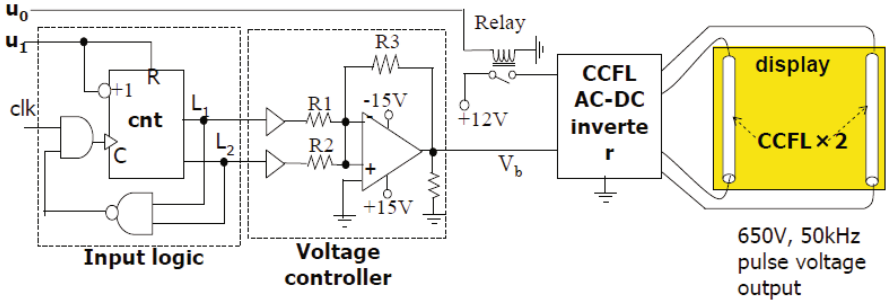 u0
u1
clk
R
+1
cnt
C
L1
L2
Input logic
R3
R1
R2
-15V
-
+
+15V
Voltage
controller
Relay
+12V
Vb
CCFL
AC-DC
inverte
r
display
CCFL×2
650V, 50kHz
pulse voltage
output